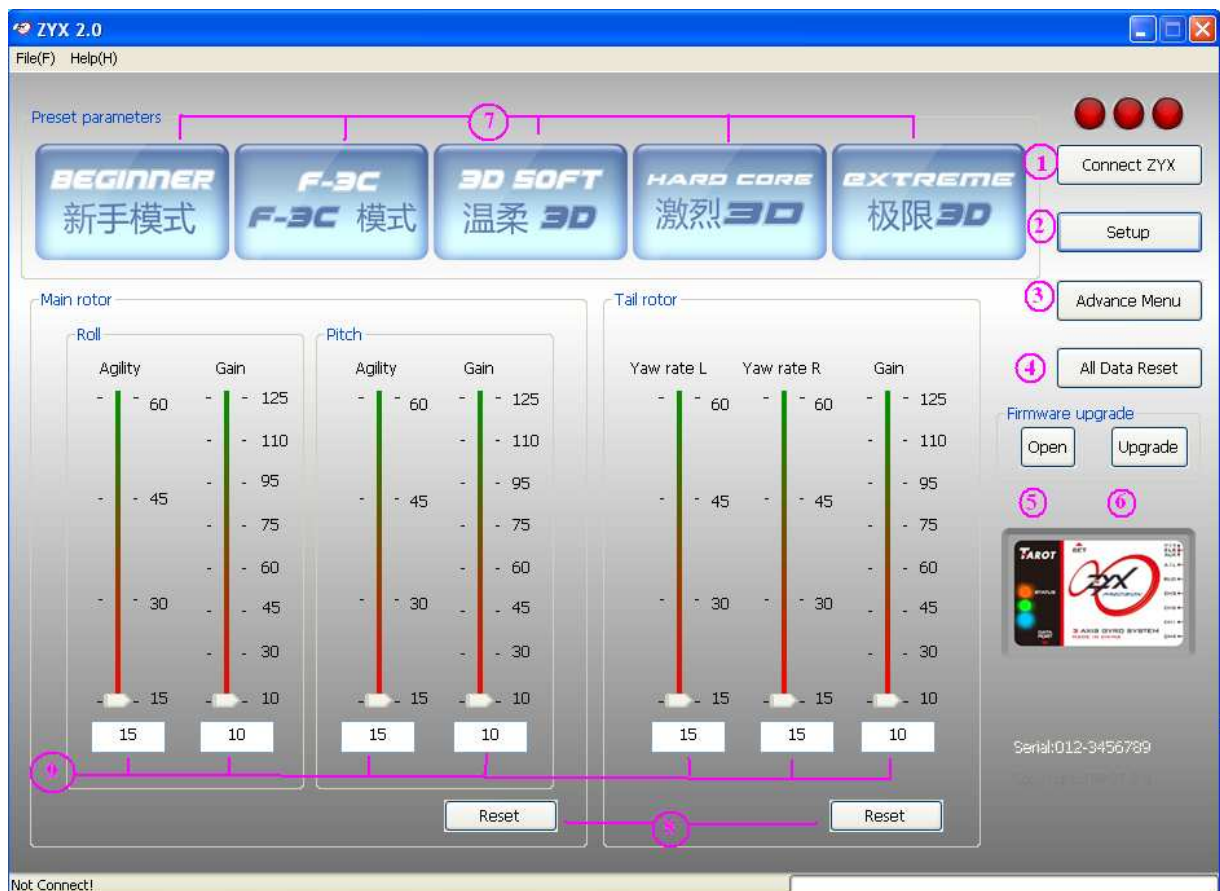 ZYX 2.0
File(F) Help(H)
Preset parameters
7
BEGINNER
新手模式
F-3C
F-3C 模式
3D SOFT
温柔 3D
HARD CORE
激烈3D
EXTREME
极限3D
1
Connect ZYX
2
Setup
3
Advance Menu
4
All Data Reset
Firmware upgrade
Open
Upgrade
5
6
Main rotor
Roll
Agility
60
45
30
15
15
Gain
125
110
95
75
60
45
30
10
10
Pitch
Agility
60
45
30
15
15
Gain
125
110
95
75
60
45
30
10
10
Reset
Tail rotor
Yaw rate L
60
45
30
15
15
Yaw rate R
60
45
30
15
15
Gain
125
110
95
75
60
45
30
10
10
Reset
9
8
TAROT
SET
ZYX
STATUS
DATA
PORT
3 AXIS GYRO SYSTEM
MADE IN CHINA
Serial:012-3456789
Not Connect!